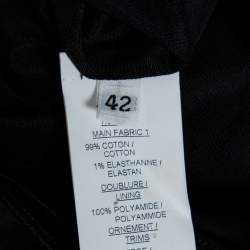 42
MAIN FABRIC 1
99% COTON /
COTTON
1% ELASTHANNE /
ELASTAN
DOUBLURE /
LINING
100% POLYAMIDE /
POLYAMMIDE
ORNEMENT /
TRIMS